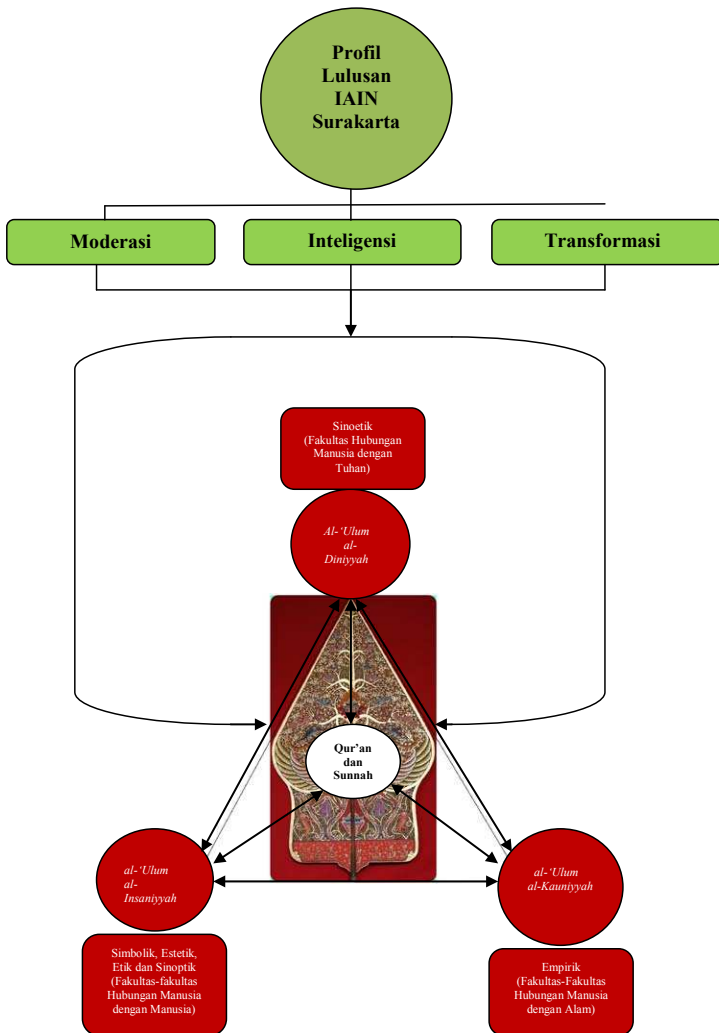 Profil
Lulusan
IAIN
Surakarta
Moderasi
Inteligensi
Transformasi
Sinoetik
(Fakultas Hubungan
Manusia dengan
Tuhan)
Al-‘Ulum
al-
Diniyyah
Qur’an
dan
Sunnah
al-‘Ulum
al-
Insaniyyah
al-‘Ulum
al-Kauniyyah
Simbolik, Estetik,
Etik dan Sinoptik
(Fakultas-fakultas
Hubungan Manusia
dengan Manusia)
Empirik
(Fakultas-Fakultas
Hubungan Manusia
dengan Alam)